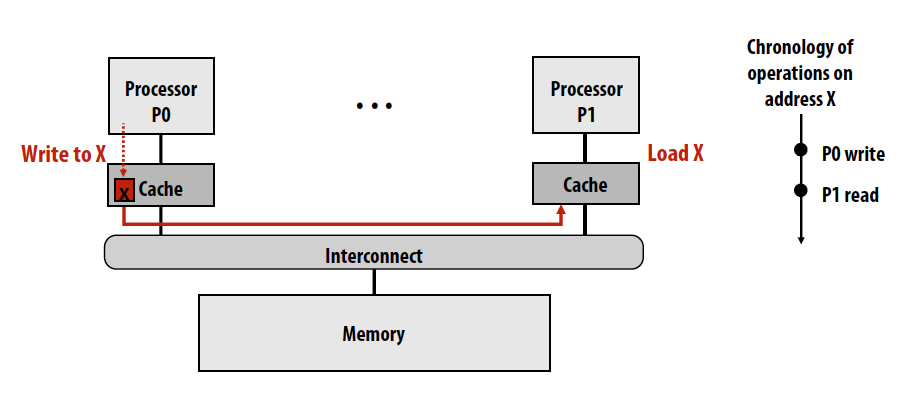 Chronology of
operations on
address X
Processor
P0
• • •
Processor
P1
Write to X
Load X
P0 write
X
Cache
Cache
P1 read
Interconnect
Memory